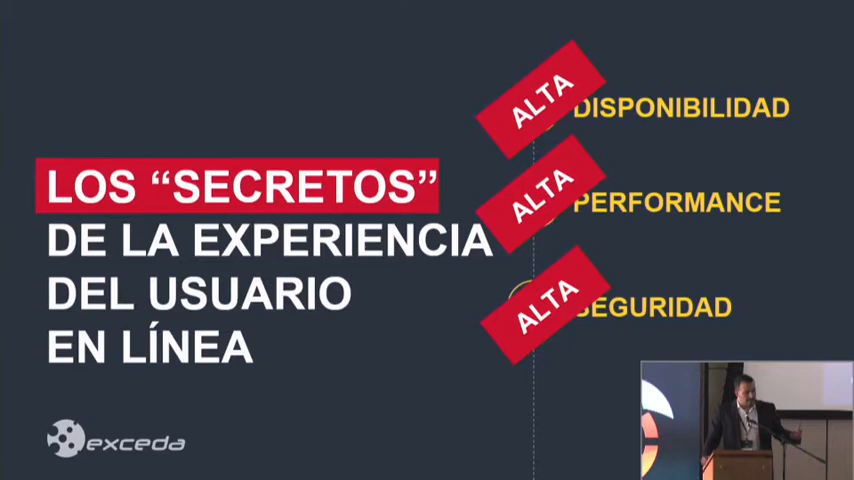 LOS “SECRETOS”
DE LA EXPERIENCIA
DEL USUARIO
EN LÍNEA
ALTA
DISPONIBILIDAD
ALTA
PERFORMANCE
ALTA
SEGURIDAD
exceda